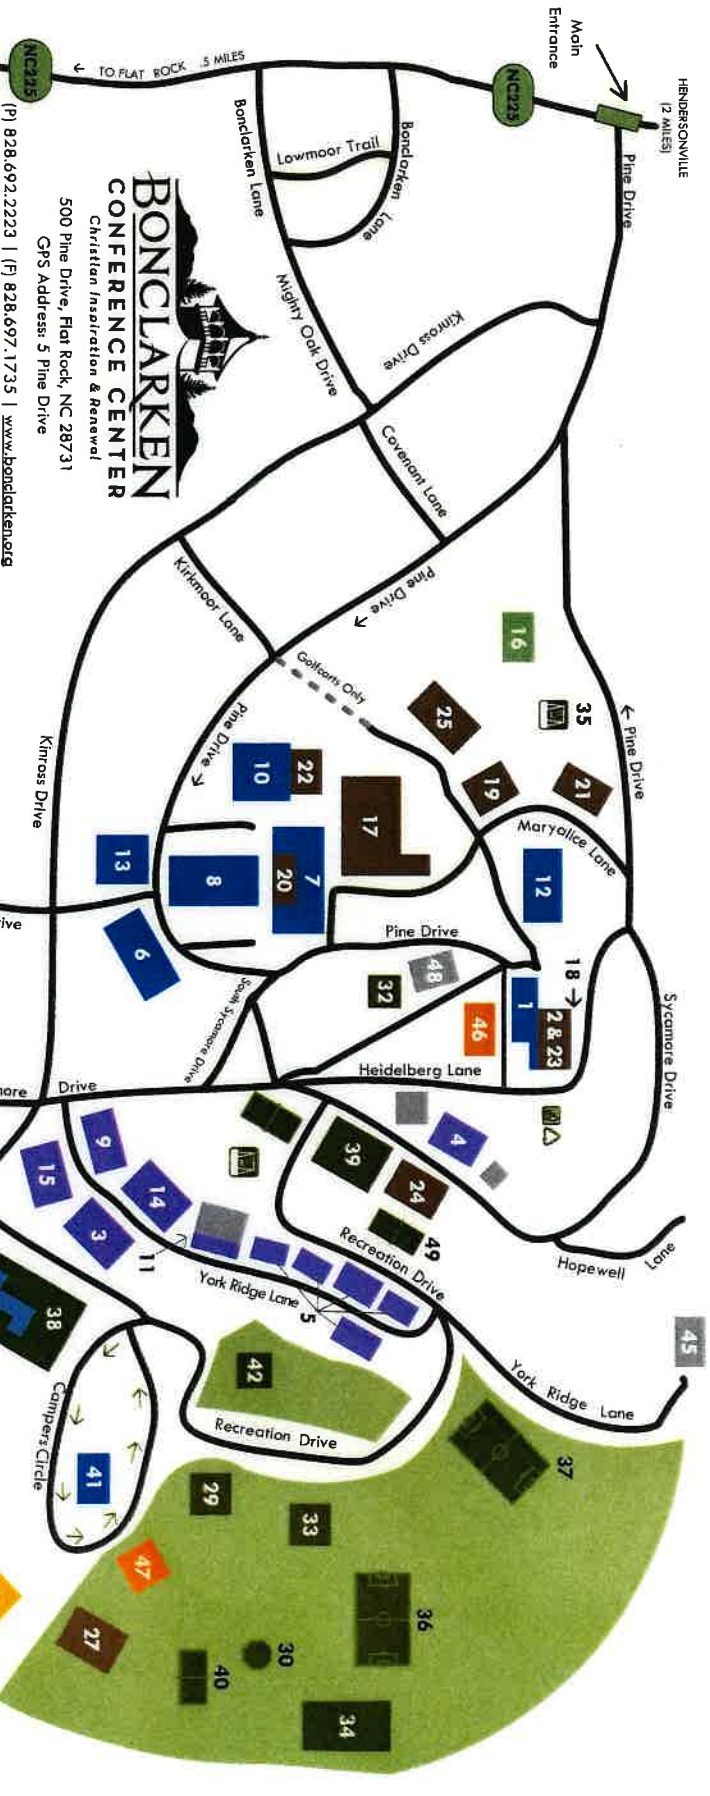 HENDERSONVILLE
(2 MILES)
Main
Entrance
NC225
TO FLAT ROCK .5 MILES
NC225
Pine Drive
Bonclarken Lane
Lowmoor Trail
Bonclarken Lane
Mighty Oak Drive
Kinross Drive
Covenant Lane
Pine Drive
Kirkmoor Lane
Golfcarts Only
Pine Drive
Kinross Drive
BONCLARKEN
CONFERENCE CENTER
Christian Inspiration & Renewal
500 Pine Drive, Flat Rock, NC 28731
GPS Address: 5 Pine Drive
(P) 828.692.2223 | (F) 828.697.1735 | www.bonclarken.org
16
35
Pine Drive
25
19
21
Maryalice Lane
22
10
17
12
13
8
7
20
6
Pine Drive
18
48
32
1
2 & 23
46
Sycamore Drive
South Sycamore Drive
Heidelberg Lane
ive
more
Drive
4
39
24
49
9
15
14
3
11
5
Recreation Drive
York Ridge Lane
Hopewell Lane
45
York Ridge Lane
38
42
Recreation Drive
Campers Circle
41
37
29
33
36
47
27
30
40
34